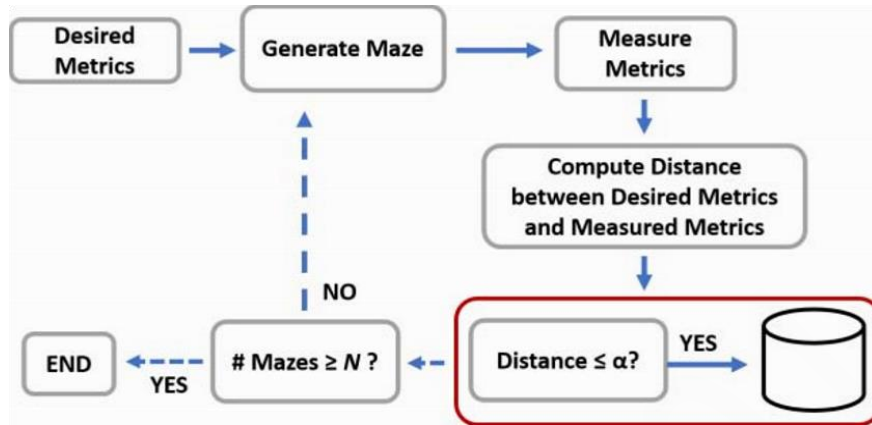 Desired
Metrics
Generate Maze
Measure
Metrics
Compute Distance
between Desired Metrics
and Measured Metrics
NO
END
YES
# Mazes ≥ N ?
Distance ≤ α?
YES